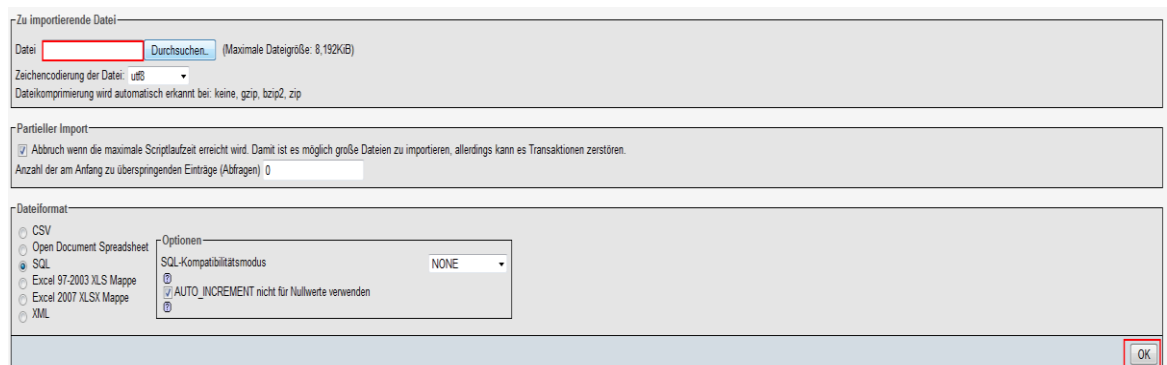 Zu importierende Datei
Datei Durchsuchen_ (Maximale Dateigröße: 8,192KiB)
Zeichencodierung der Datei: utf8
Dateikomprimierung wird automatisch erkannt bei: keine, gzip, bzip2, zip
Partieller Import
Abbruch wenn die maximale Scriptlaufzeit erreicht wird. Damit ist es möglich große Dateien zu importieren, allerdings kann es Transaktionen zerstören.
Anzahl der am Anfang zu überspringenden Einträge (Abfragen) 0
Dateiformat
CSV
Open Document Spreadsheet
SQL
Excel 97-2003 XLS Mappe
Excel 2007 XLSX Mappe
XML
Optionen
SQL-Kompatibilitätsmodus NONE
?
AUTO_INCREMENT nicht für Nullwerte verwenden
?
OK